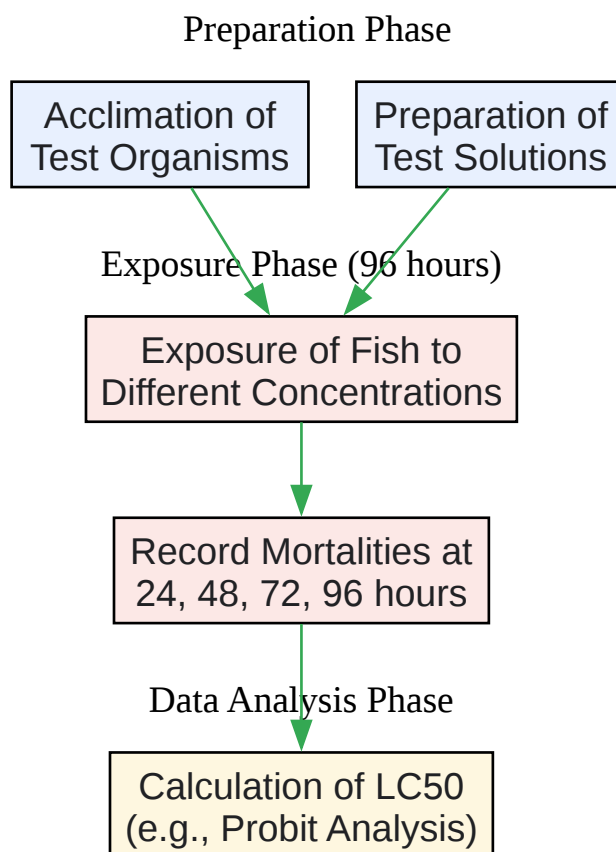 Preparation Phase
Acclimation of
Test Organisms
Preparation of
Test Solutions
Exposure Phase (96 hours)
Exposure of Fish to
Different Concentrations
Record Mortalities at
24, 48, 72, 96 hours
Data Analysis Phase
Calculation of LC50
(e.g., Probit Analysis)